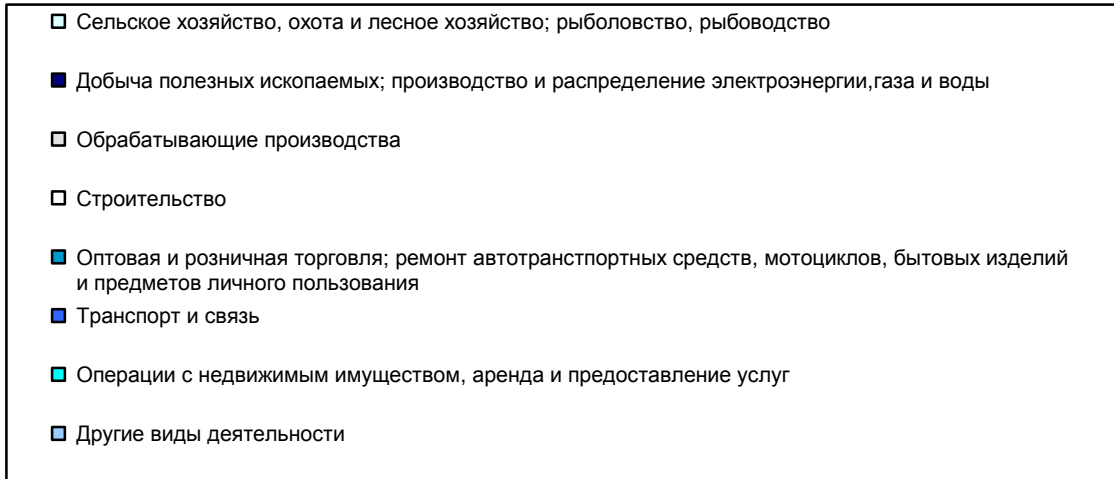 Сельское хозяйство, охота и лесное хозяйство; рыболовство, рыбоводство
Добыча полезных ископаемых; производство и распределение электроэнергии,газа и воды
Обрабатывающие производства
Строительство
Оптовая и розничная торговля; ремонт автотранстпортных средств, мотоциклов, бытовых изделий
и предметов личного пользования
Транспорт и связь
Операции с недвижимым имуществом, аренда и предоставление услуг
Другие виды деятельности